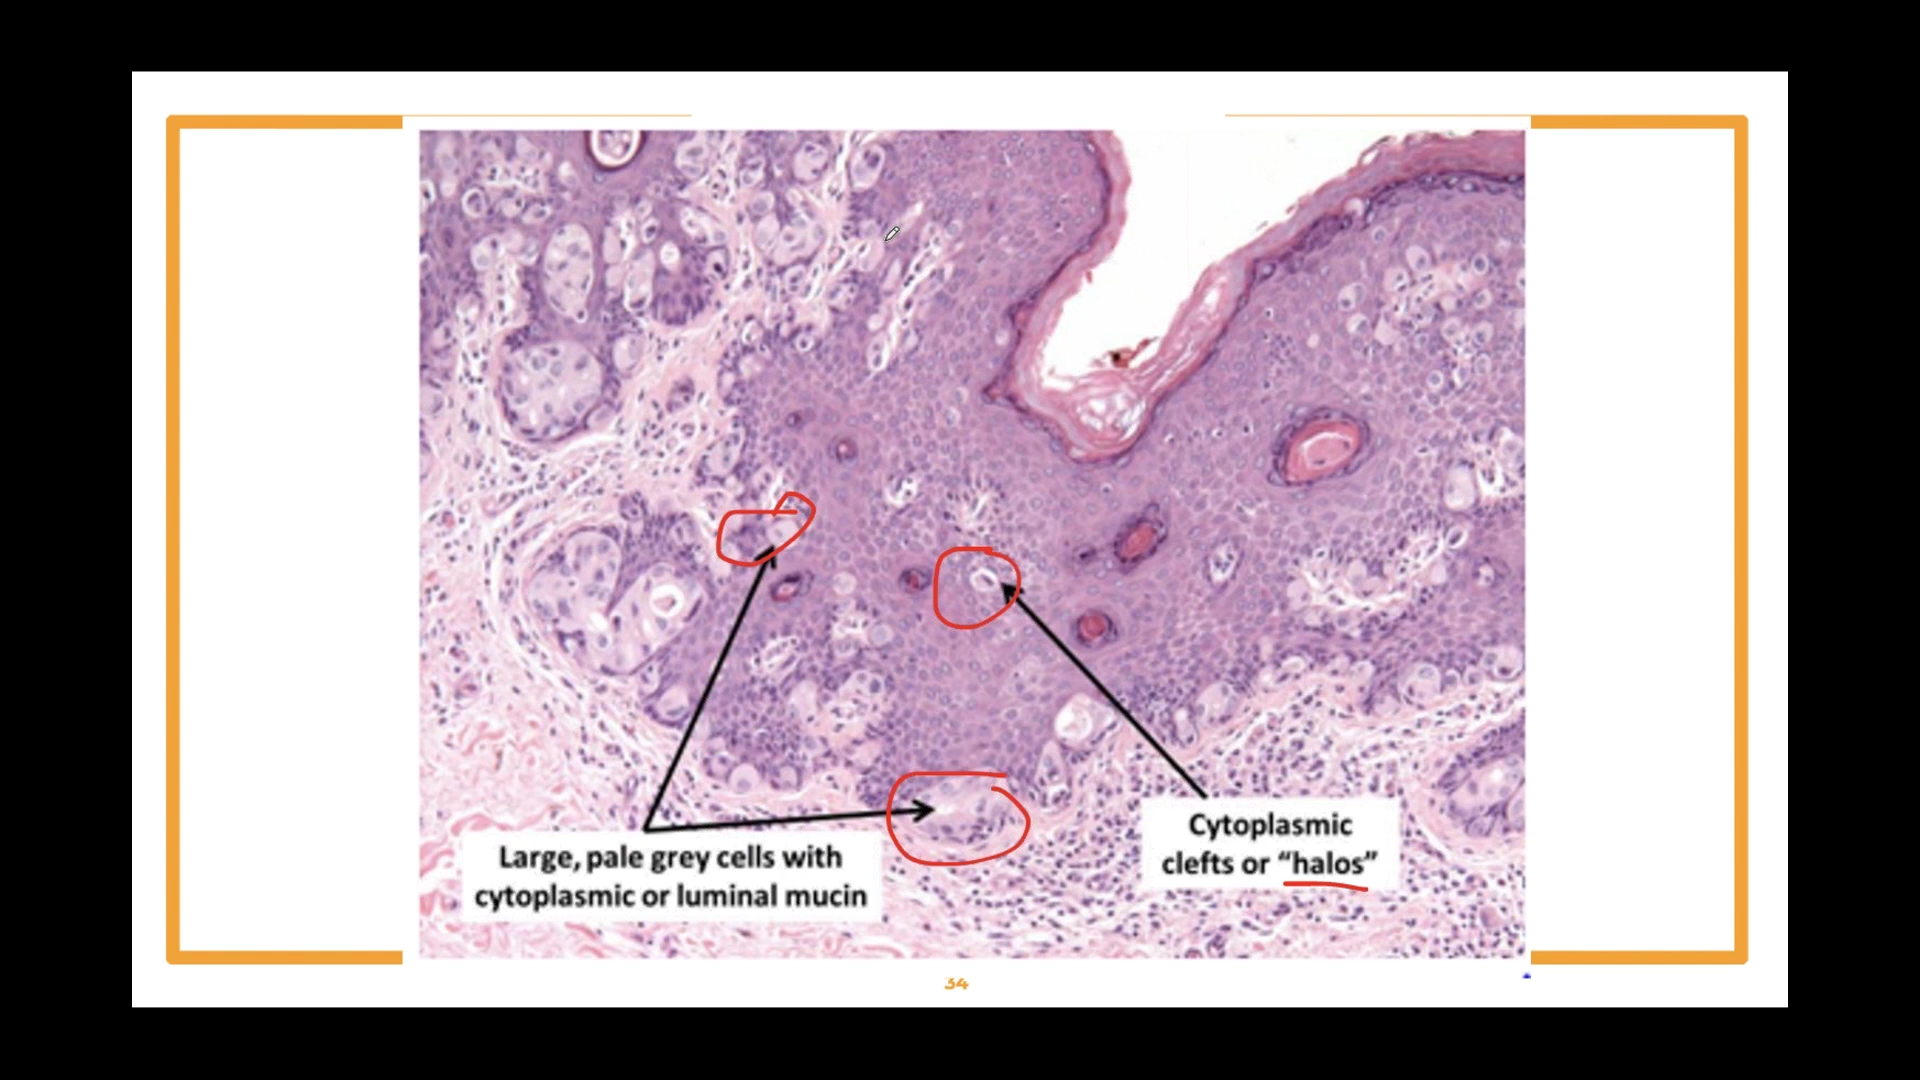 Large, pale grey cells with
cytoplasmic or luminal mucin
Cytoplasmic
clefts or “halos”
34